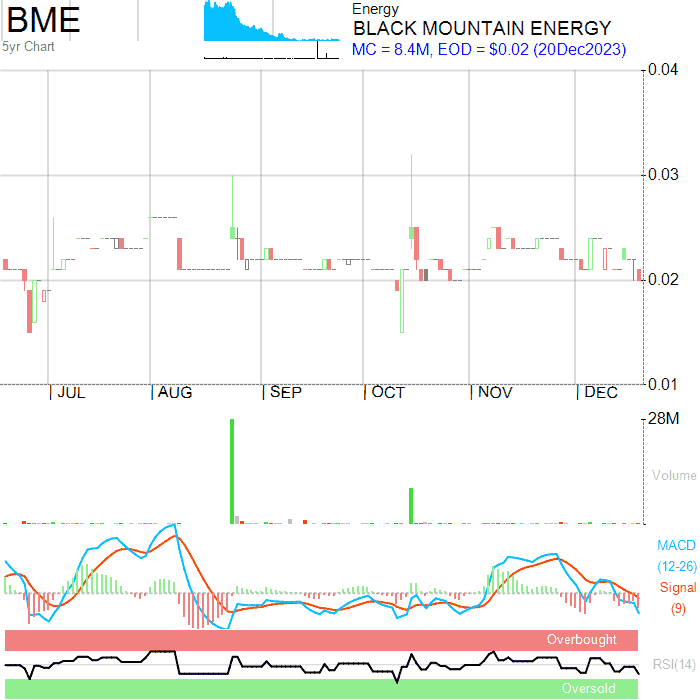 BME
5yr Chart
Energy
BLACK MOUNTAIN ENERGY
MC = 8.4M, EOD = $0.02 (20Dec2023)
0.04
0.03
0.02
0.01
JUL AUG SEP OCT NOV DEC
28M
Volume
MACD
(12-26)
Signal
(9)
Overbought
RSI(14)
Oversold